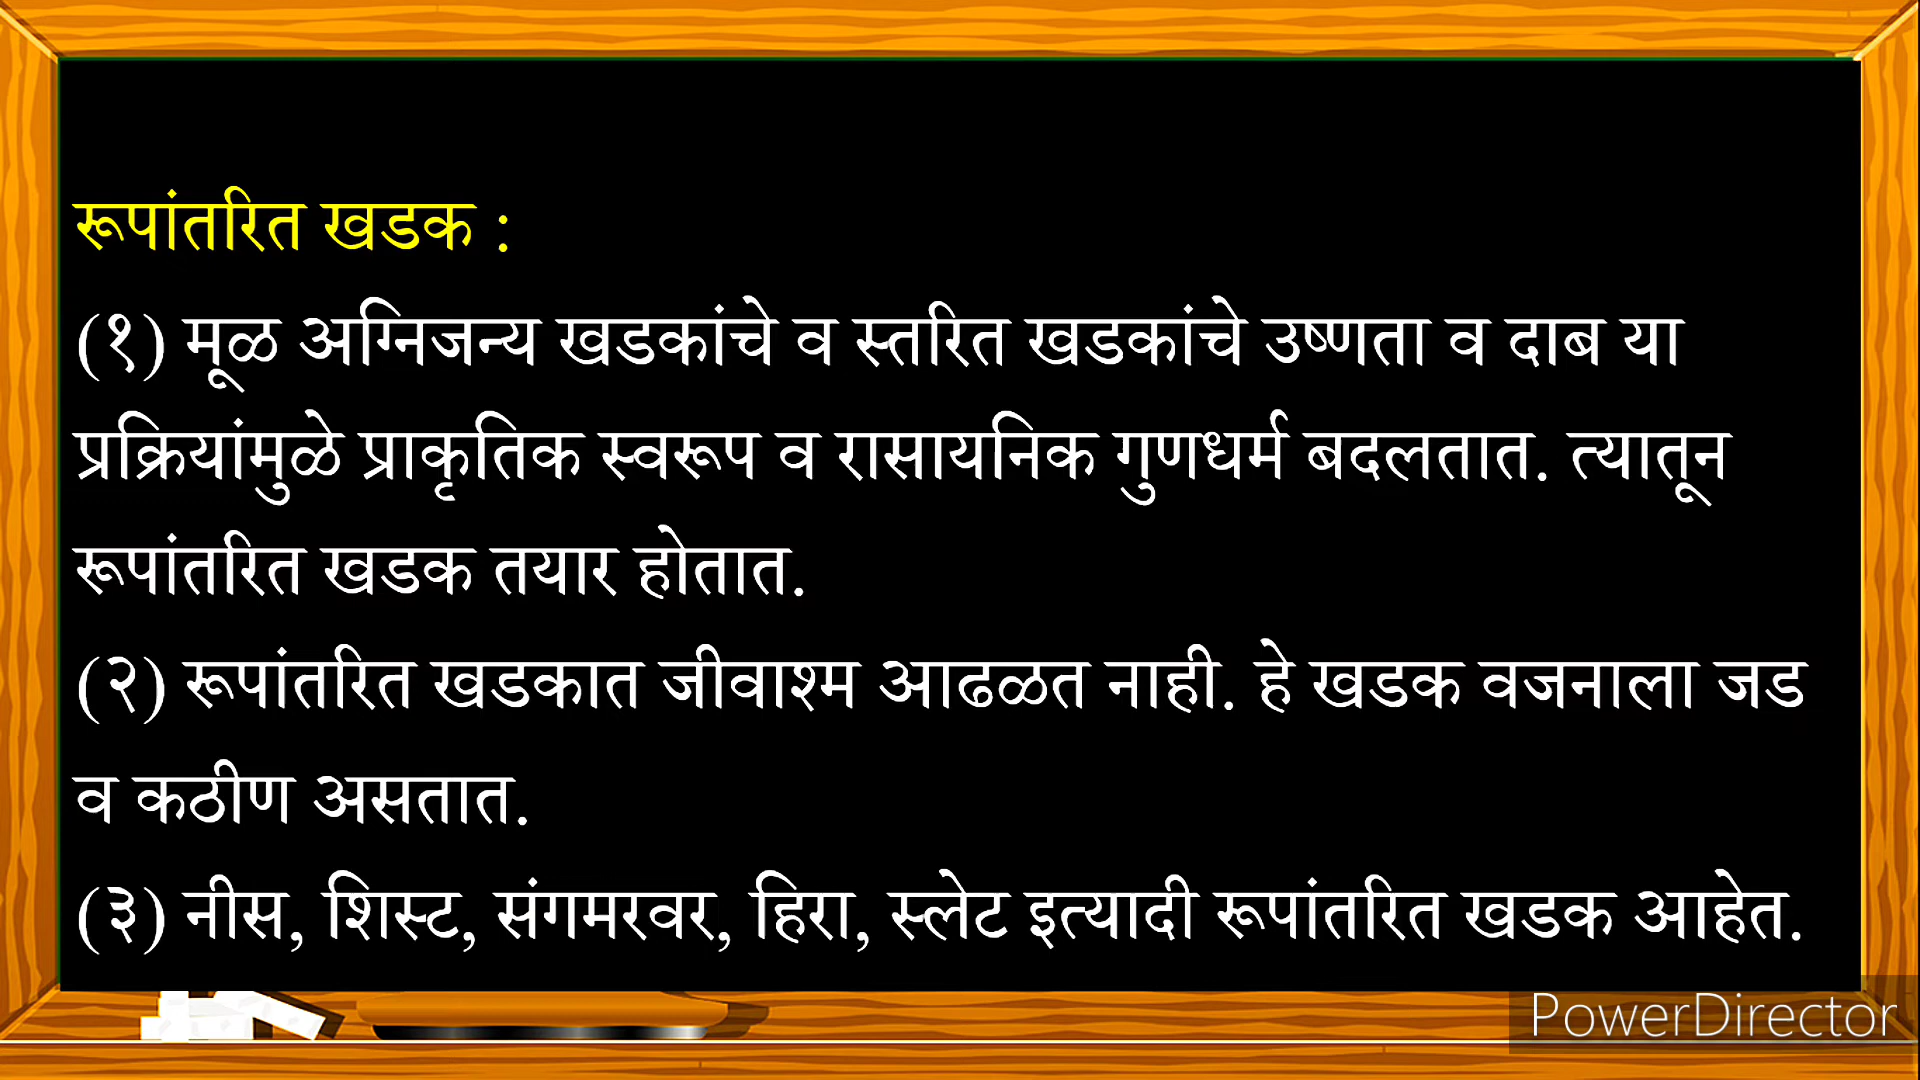 रूपांतरित खडक :
(१) मूळ अग्निजन्य खडकांचे व स्तरित खडकांचे उष्णता व दाब या
प्रक्रियांमुळे प्राकृतिक स्वरूप व रासायनिक गुणधर्म बदलतात. त्यातून
रूपांतरित खडक तयार होतात.
(२) रूपांतरित खडकात जीवाश्म आढळत नाही. हे खडक वजनाला जड
व कठीण असतात.
(३) नीस, शिस्ट, संगमरवर, हिरा, स्लेट इत्यादी रूपांतरित खडक आहेत.
PowerDirector